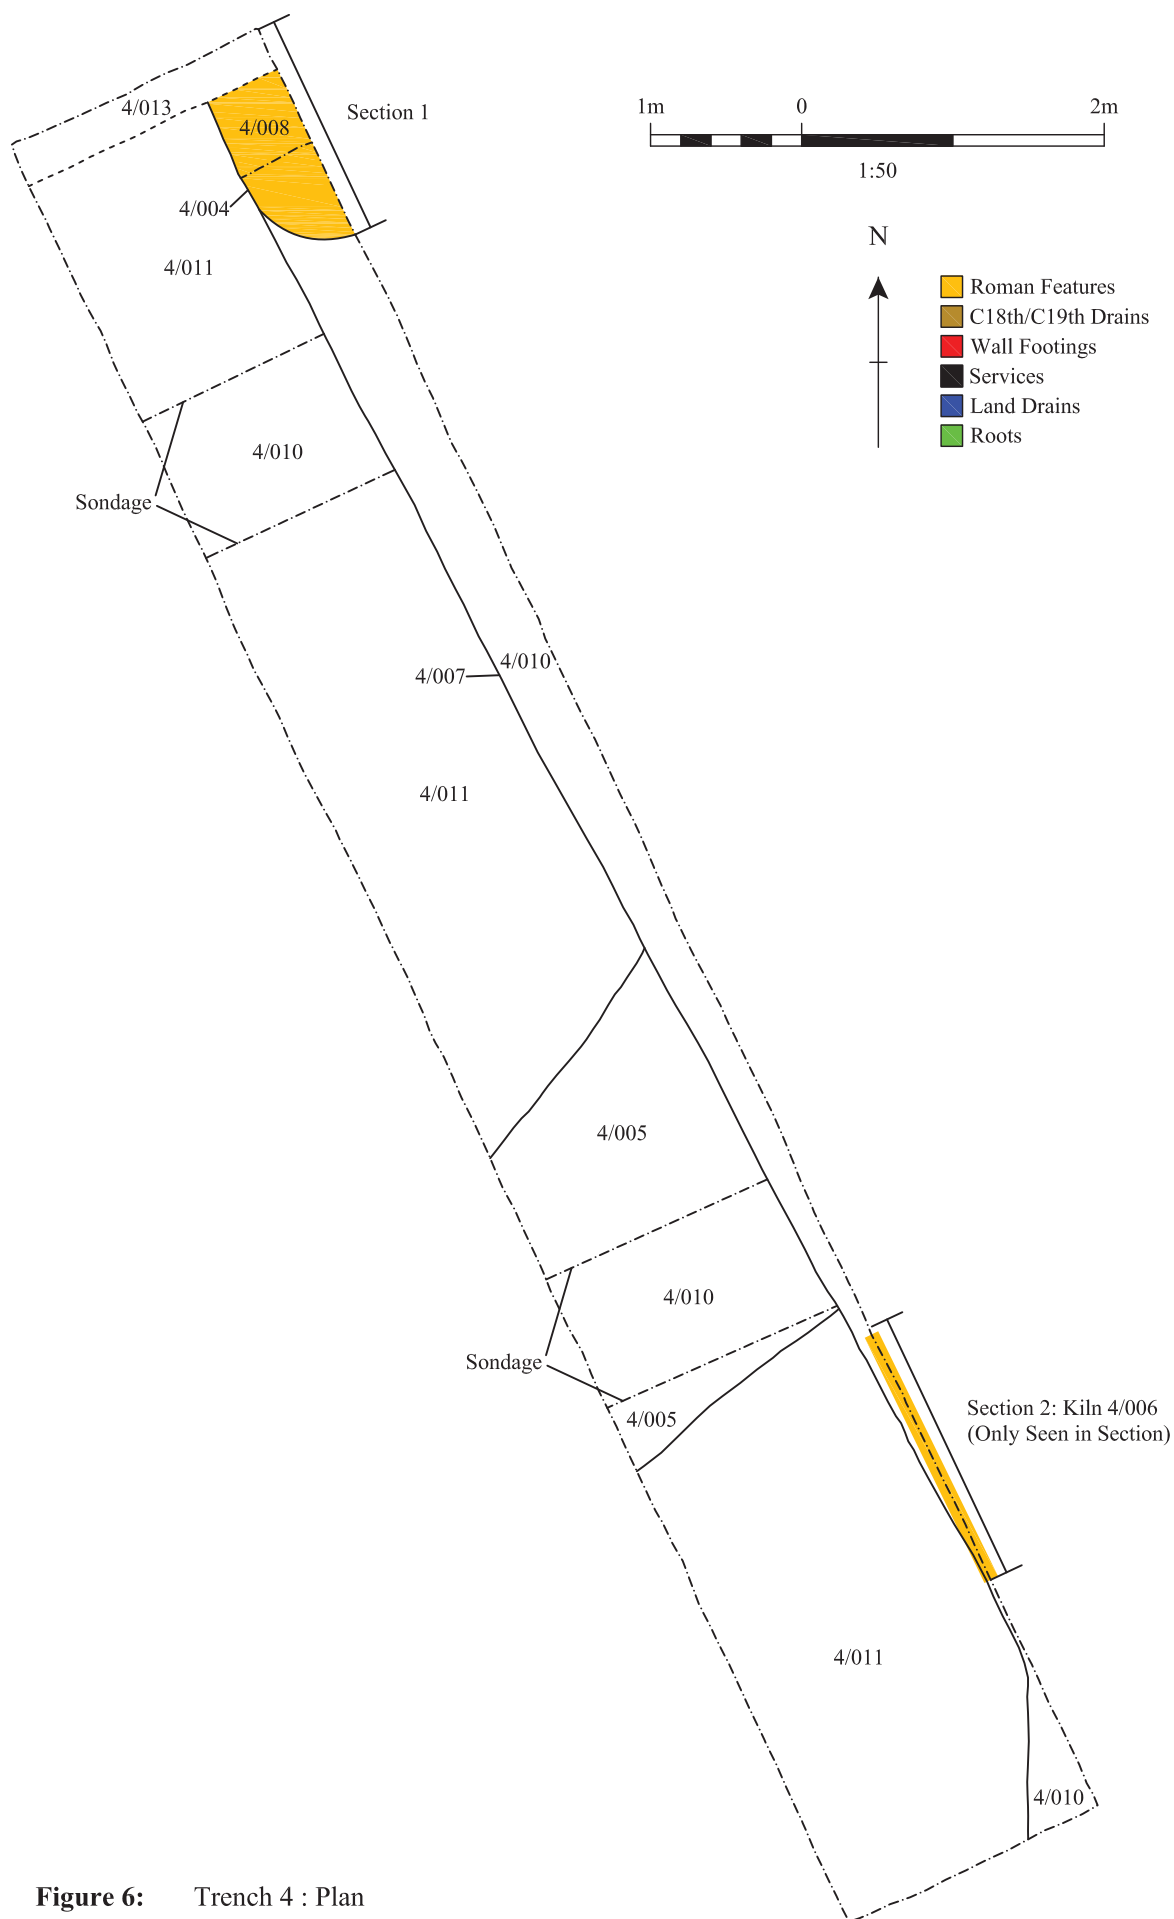 4/013
4/008
Section 1
1m 0 2m
1:50
4/004
4/011
N
Roman Features
C18th/C19th Drains
Wall Footings
Services
Land Drains
Roots
4/010
Sondage
4/007
4/010
4/011
4/005
4/010
Sondage
4/005
Section 2: Kiln 4/006
(Only Seen in Section)
4/011
4/010
Figure 6: Trench 4 : Plan